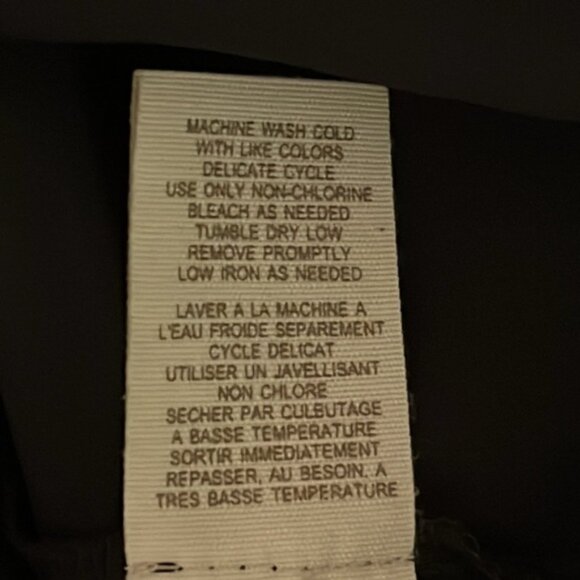 MACHINE WASH COLD
WITH LIKE COLORS
DELICATE CYCLE
USE ONLY NON-CHLORINE
BLEACH AS NEEDED
TUMBLE DRY LOW
REMOVE PROMPTLY
LOW IRON AS NEEDED
LAVER A LA MACHINE A
L'EAU FROIDE SEPAREMENT
CYCLE DELICAT
UTILISER UN JAVELLISANT
NON CHLORE
SECHER PAR CULBUTAGE
A BASSE TEMPERATURE
SORTIR IMMEDIATEMENT
REPASSER, AU BESOIN, A
TRES BASSE TEMPERATURE